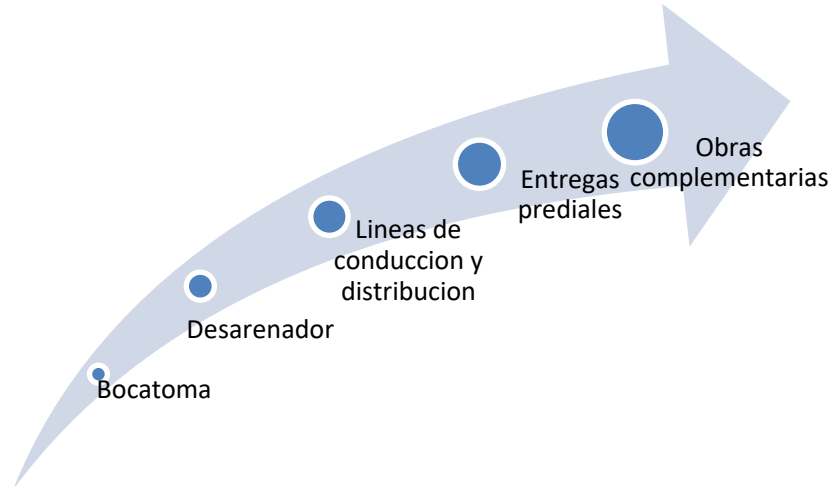 Bocatoma
Desarenador
Lineas de
conduccion y
distribucion
Entregas
prediales
Obras
complementarias